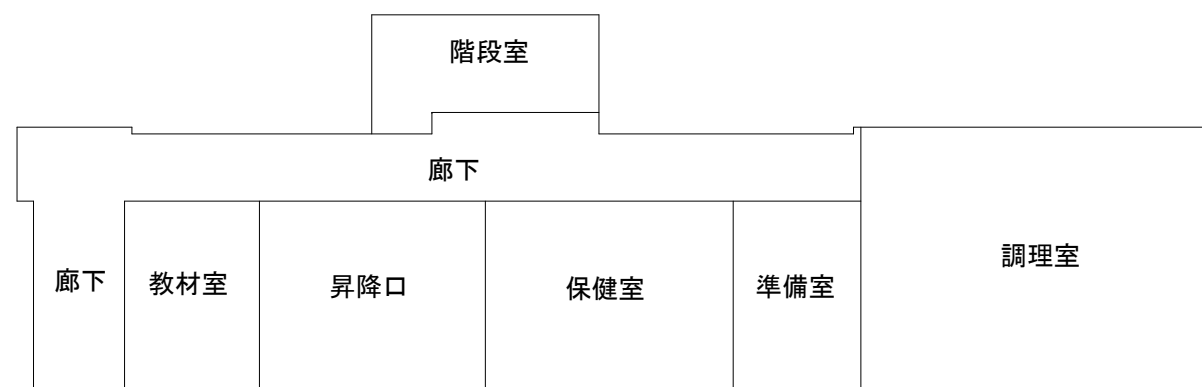 階段室
廊下
廊下
教材室
昇降口
保健室
準備室
調理室